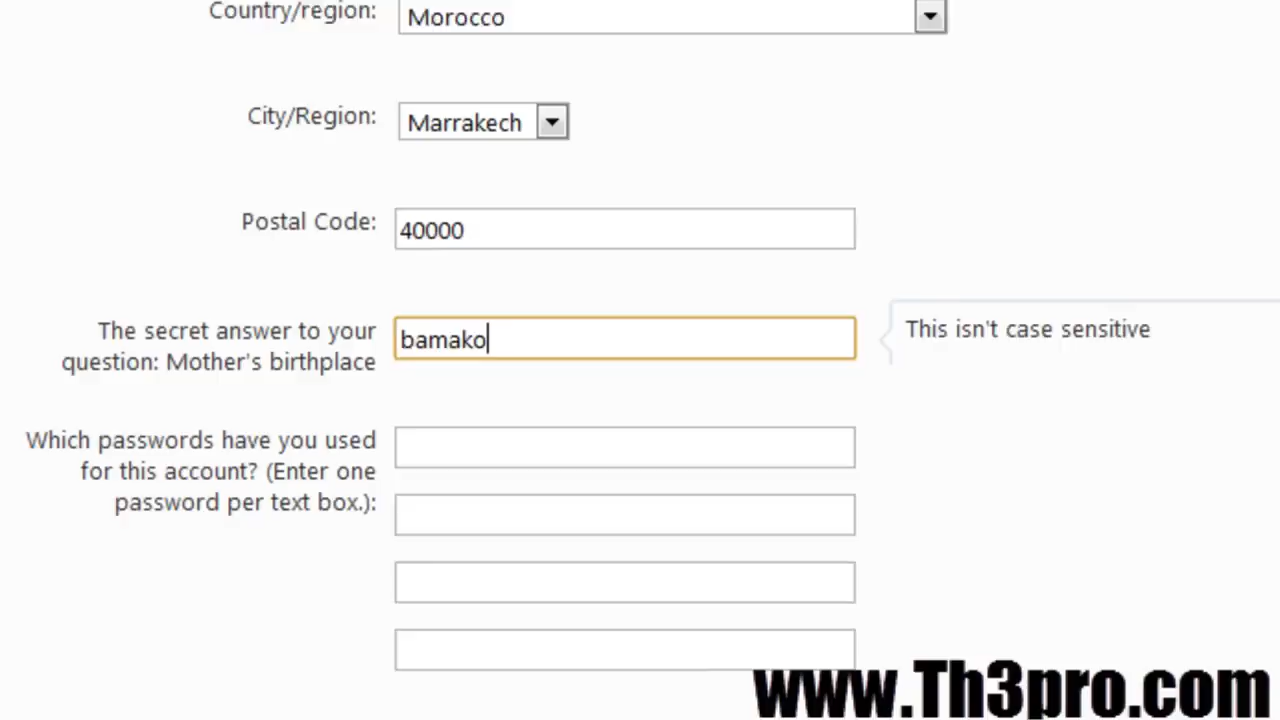 Country/region:
Morocco
City/Region:
Marrakech
Postal Code:
40000
The secret answer to your
question: Mother's birthplace
bamako
This isn't case sensitive
Which passwords have you used
for this account? (Enter one
password per text box.):
www.Th3pro.com